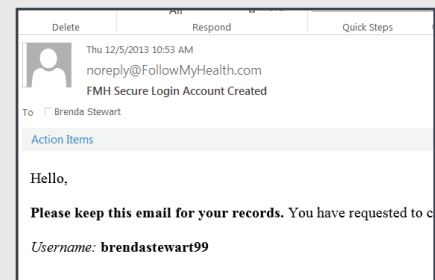 All
Delete Respond Quick Steps
Thu 12/5/2013 10:53 AM
noreply@FollowMyHealth.com
FMH Secure Login Account Created
To Brenda Stewart
Action Items
Hello,
Please keep this email for your records. You have requested to c
Username: brendastewart99